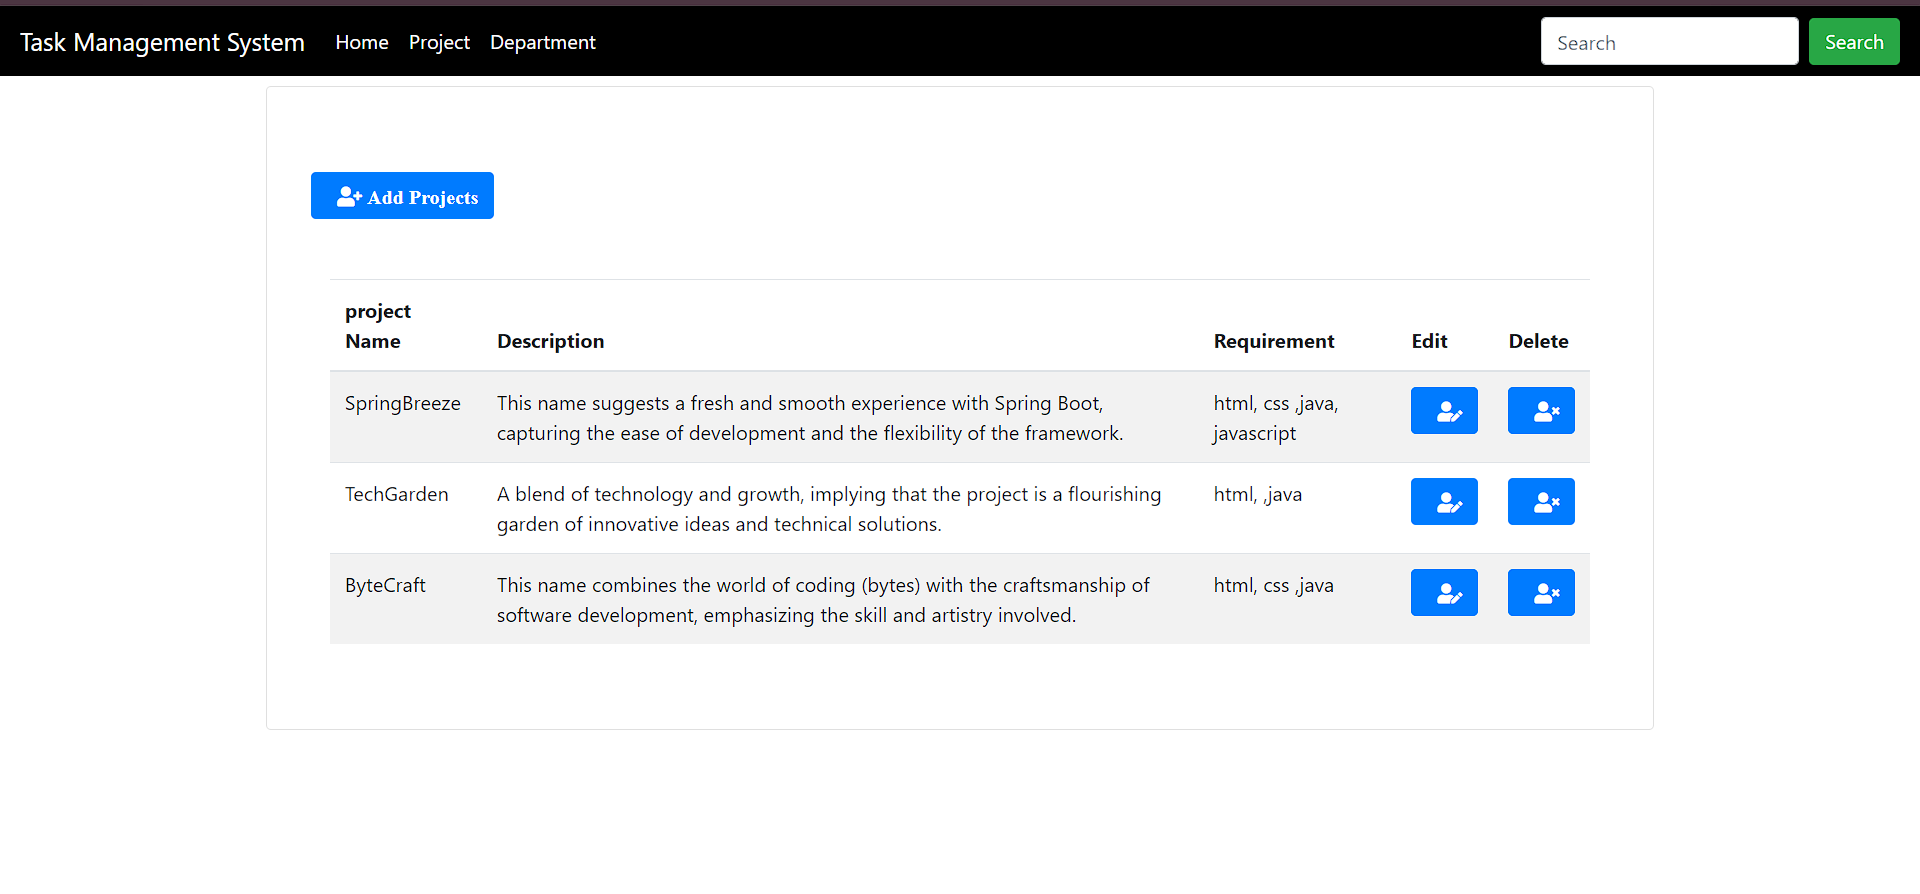 Task Management System Home Project Department Search Search
Add Projects
project
Name Description Requirement Edit Delete
SpringBreeze This name suggests a fresh and smooth experience with Spring Boot, html, css ,java,
capturing the ease of development and the flexibility of the framework. javascript
TechGarden A blend of technology and growth, implying that the project is a flourishing html, ,java
garden of innovative ideas and technical solutions.
ByteCraft This name combines the world of coding (bytes) with the craftsmanship of html, css ,java
software development, emphasizing the skill and artistry involved.